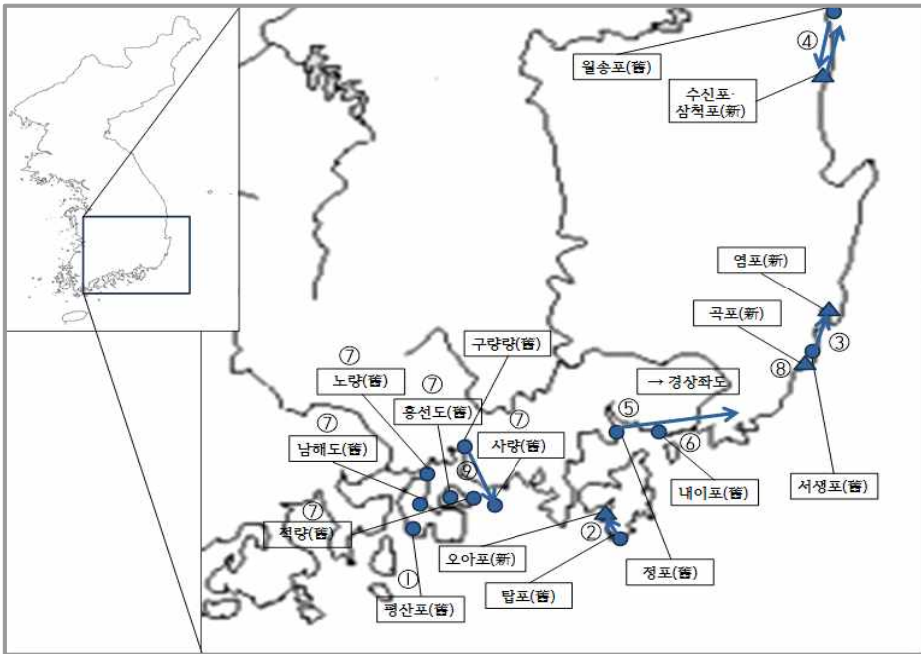 ④
월송포(舊)
수신포·
삼척포(新)
염포(新)
곡포(新)
③
⑧
⑦
구량량(舊)
노량(舊)
⑦
→ 경상좌도
흥선도(舊)
⑦
⑤
⑦
사량(舊)
남해도(舊)
⑨
⑥
⑦
내이포(舊)
서생포(舊)
적량(舊)
오아포(新)
②
정포(舊)
①
탑포(舊)
평산포(舊)